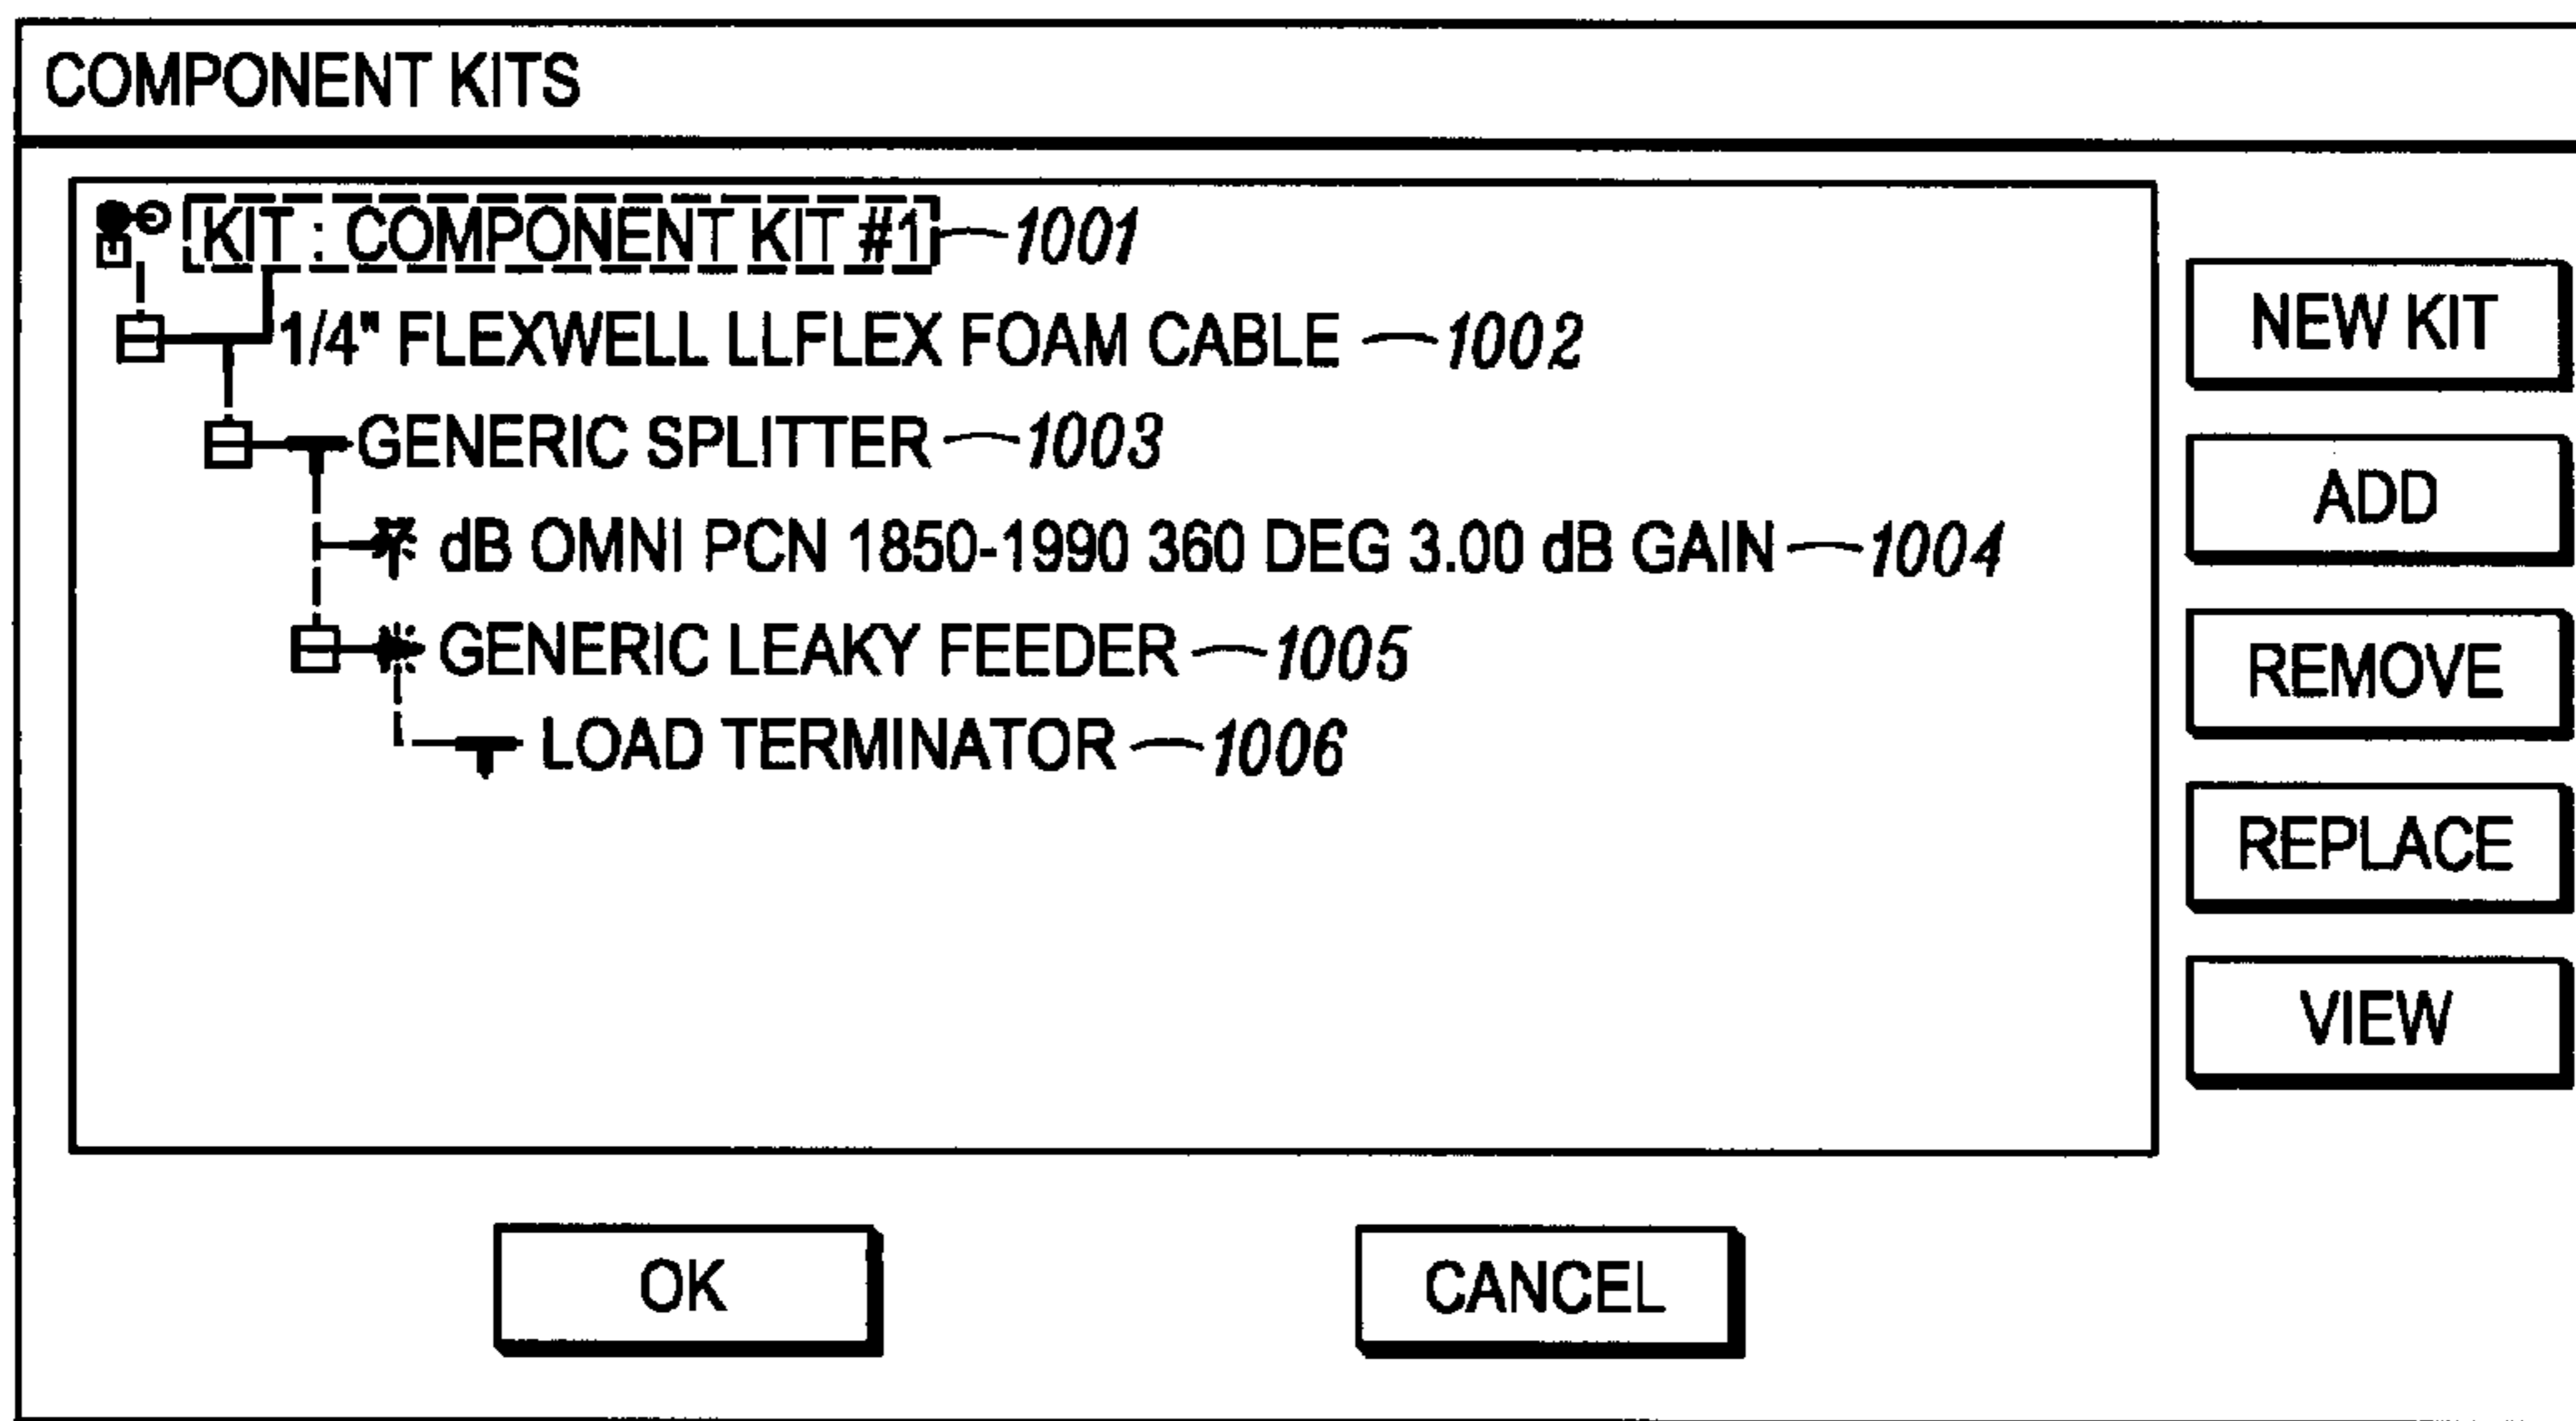 COMPONENT KITS
KIT : COMPONENT KIT #1 1001
1/4" FLEXWELL LLFLEX FOAM CABLE 1002
GENERIC SPLITTER 1003
dB OMNI PCN 1850-1990 360 DEG 3.00 dB GAIN 1004
GENERIC LEAKY FEEDER 1005
LOAD TERMINATOR 1006
NEW KIT
ADD
REMOVE
REPLACE
VIEW
OK
CANCEL